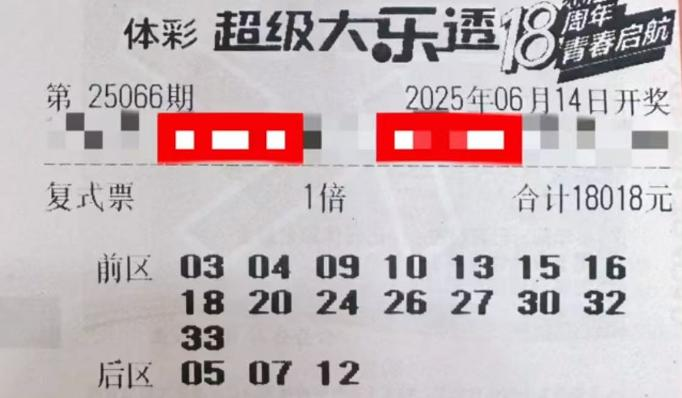 体彩 超级大乐透 18周年 青春启航
第 25066期 2025年06月14日开奖
复式票 1倍 合计18018元
前区 03 04 09 10 13 15 16
18 20 24 26 27 30 32
33
后区 05 07 12